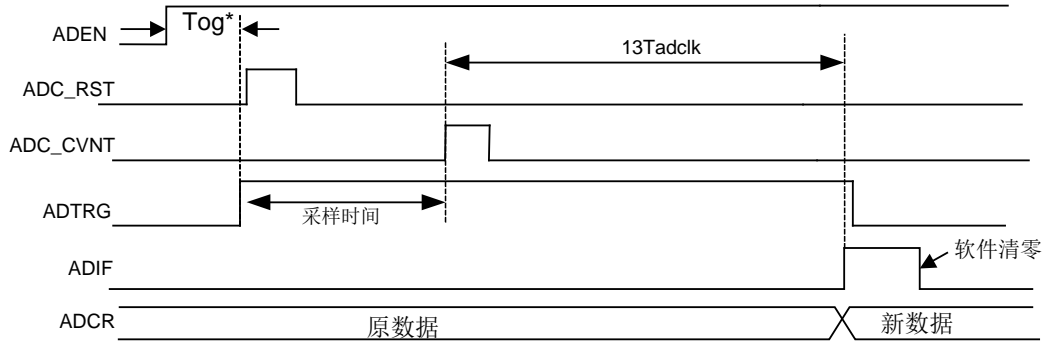 ADEN
Tog*
13Tadclk
ADC_RST
ADC_CVNT
ADTRG
采样时间
ADIF
软件清零
ADCR
原数据
新数据